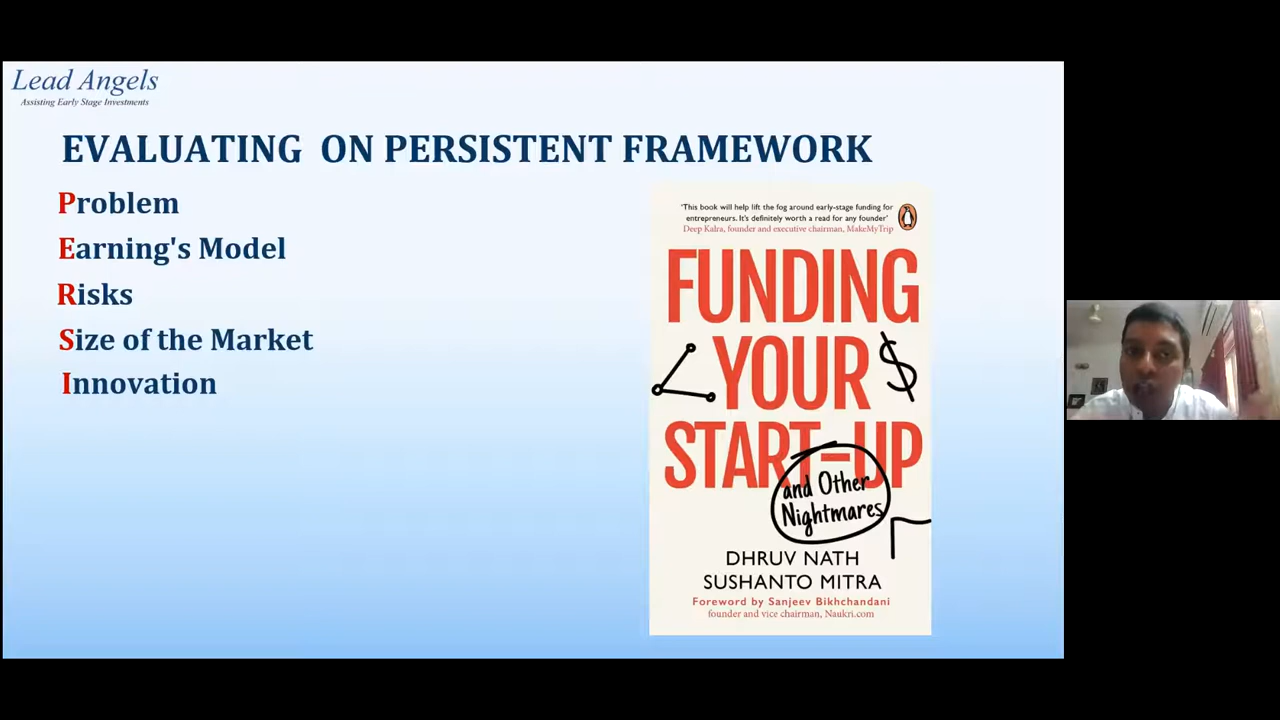 Lead Angels
Assisting Early Stage Investments
EVALUATING ON PERSISTENT FRAMEWORK
Problem
Earning's Model
Risks
Size of the Market
Innovation
'This book will help lift the fog around early-stage funding for
entrepreneurs. It's definitely worth a read for any founder'
Deep Kalra, founder and executive chairman, MakeMyTrip
FUNDING
YOUR $
START-UP
and Other
Nightmares
DHRUV NATH
SUSHANTO MITRA
Foreword by Sanjeev Bikhchandani
founder and vice chairman, Naukri.com